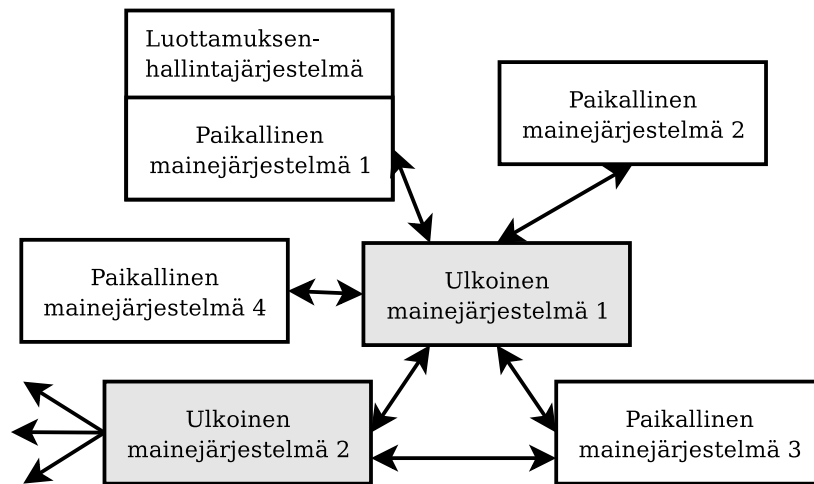 Luottamuksen-
hallintajärjestelmä
Paikallinen
mainejärjestelmä 1
Paikallinen
mainejärjestelmä 2
Paikallinen
mainejärjestelmä 4
Ulkoinen
mainejärjestelmä 1
Ulkoinen
mainejärjestelmä 2
Paikallinen
mainejärjestelmä 3